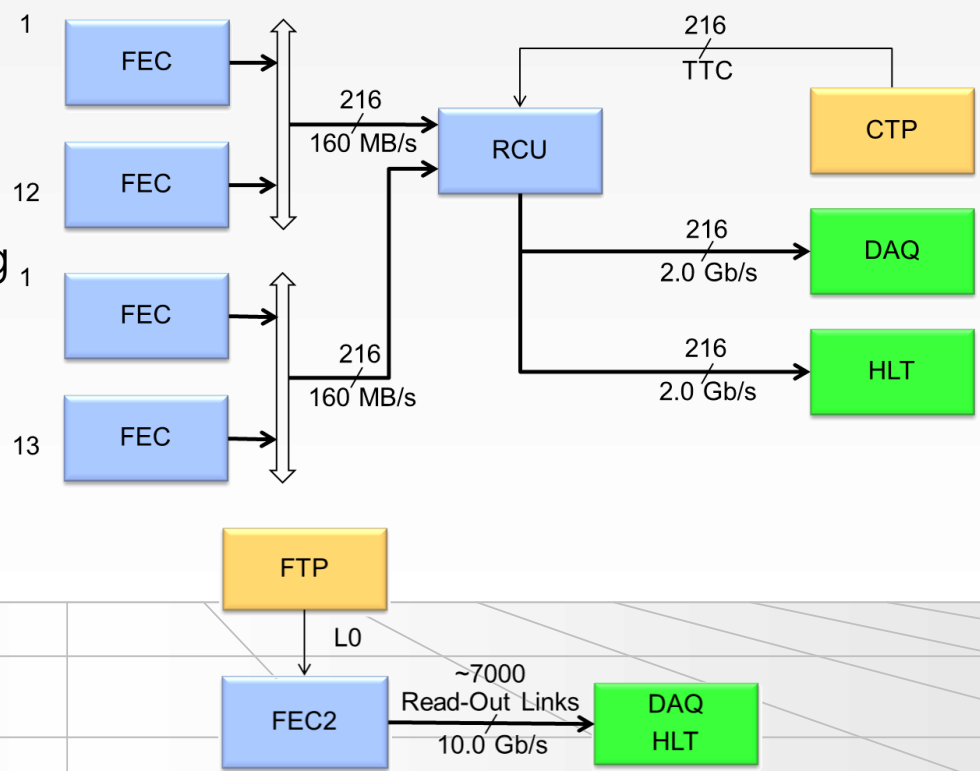 1
FEC
216
TTC
216
160 MB/s
RCU
CTP
12
FEC
216
2.0 Gb/s
DAQ
g
1
FEC
216
160 MB/s
216
2.0 Gb/s
HLT
13
FEC
FTP
L0
FEC2
~7000
Read-Out Links
10.0 Gb/s
DAQ
HLT